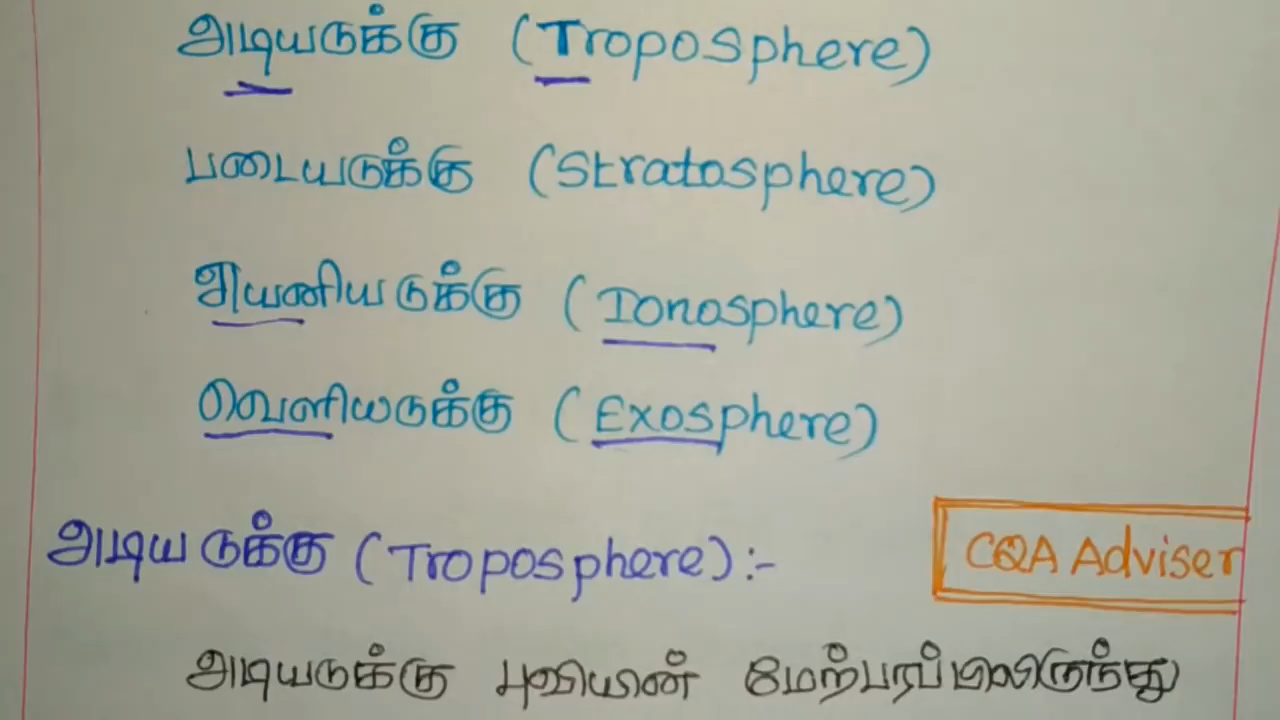 அடியடுக்கு (Troposphere)
படையடுக்கு (Stratosphere)
அயனியடுக்கு (Ionosphere)
வெளியடுக்கு (Exosphere)
அடியடுக்கு (Troposphere) :-
CQA Adviser
அடியடுக்கு புவியின் மேற்பரப்பிலிருந்து